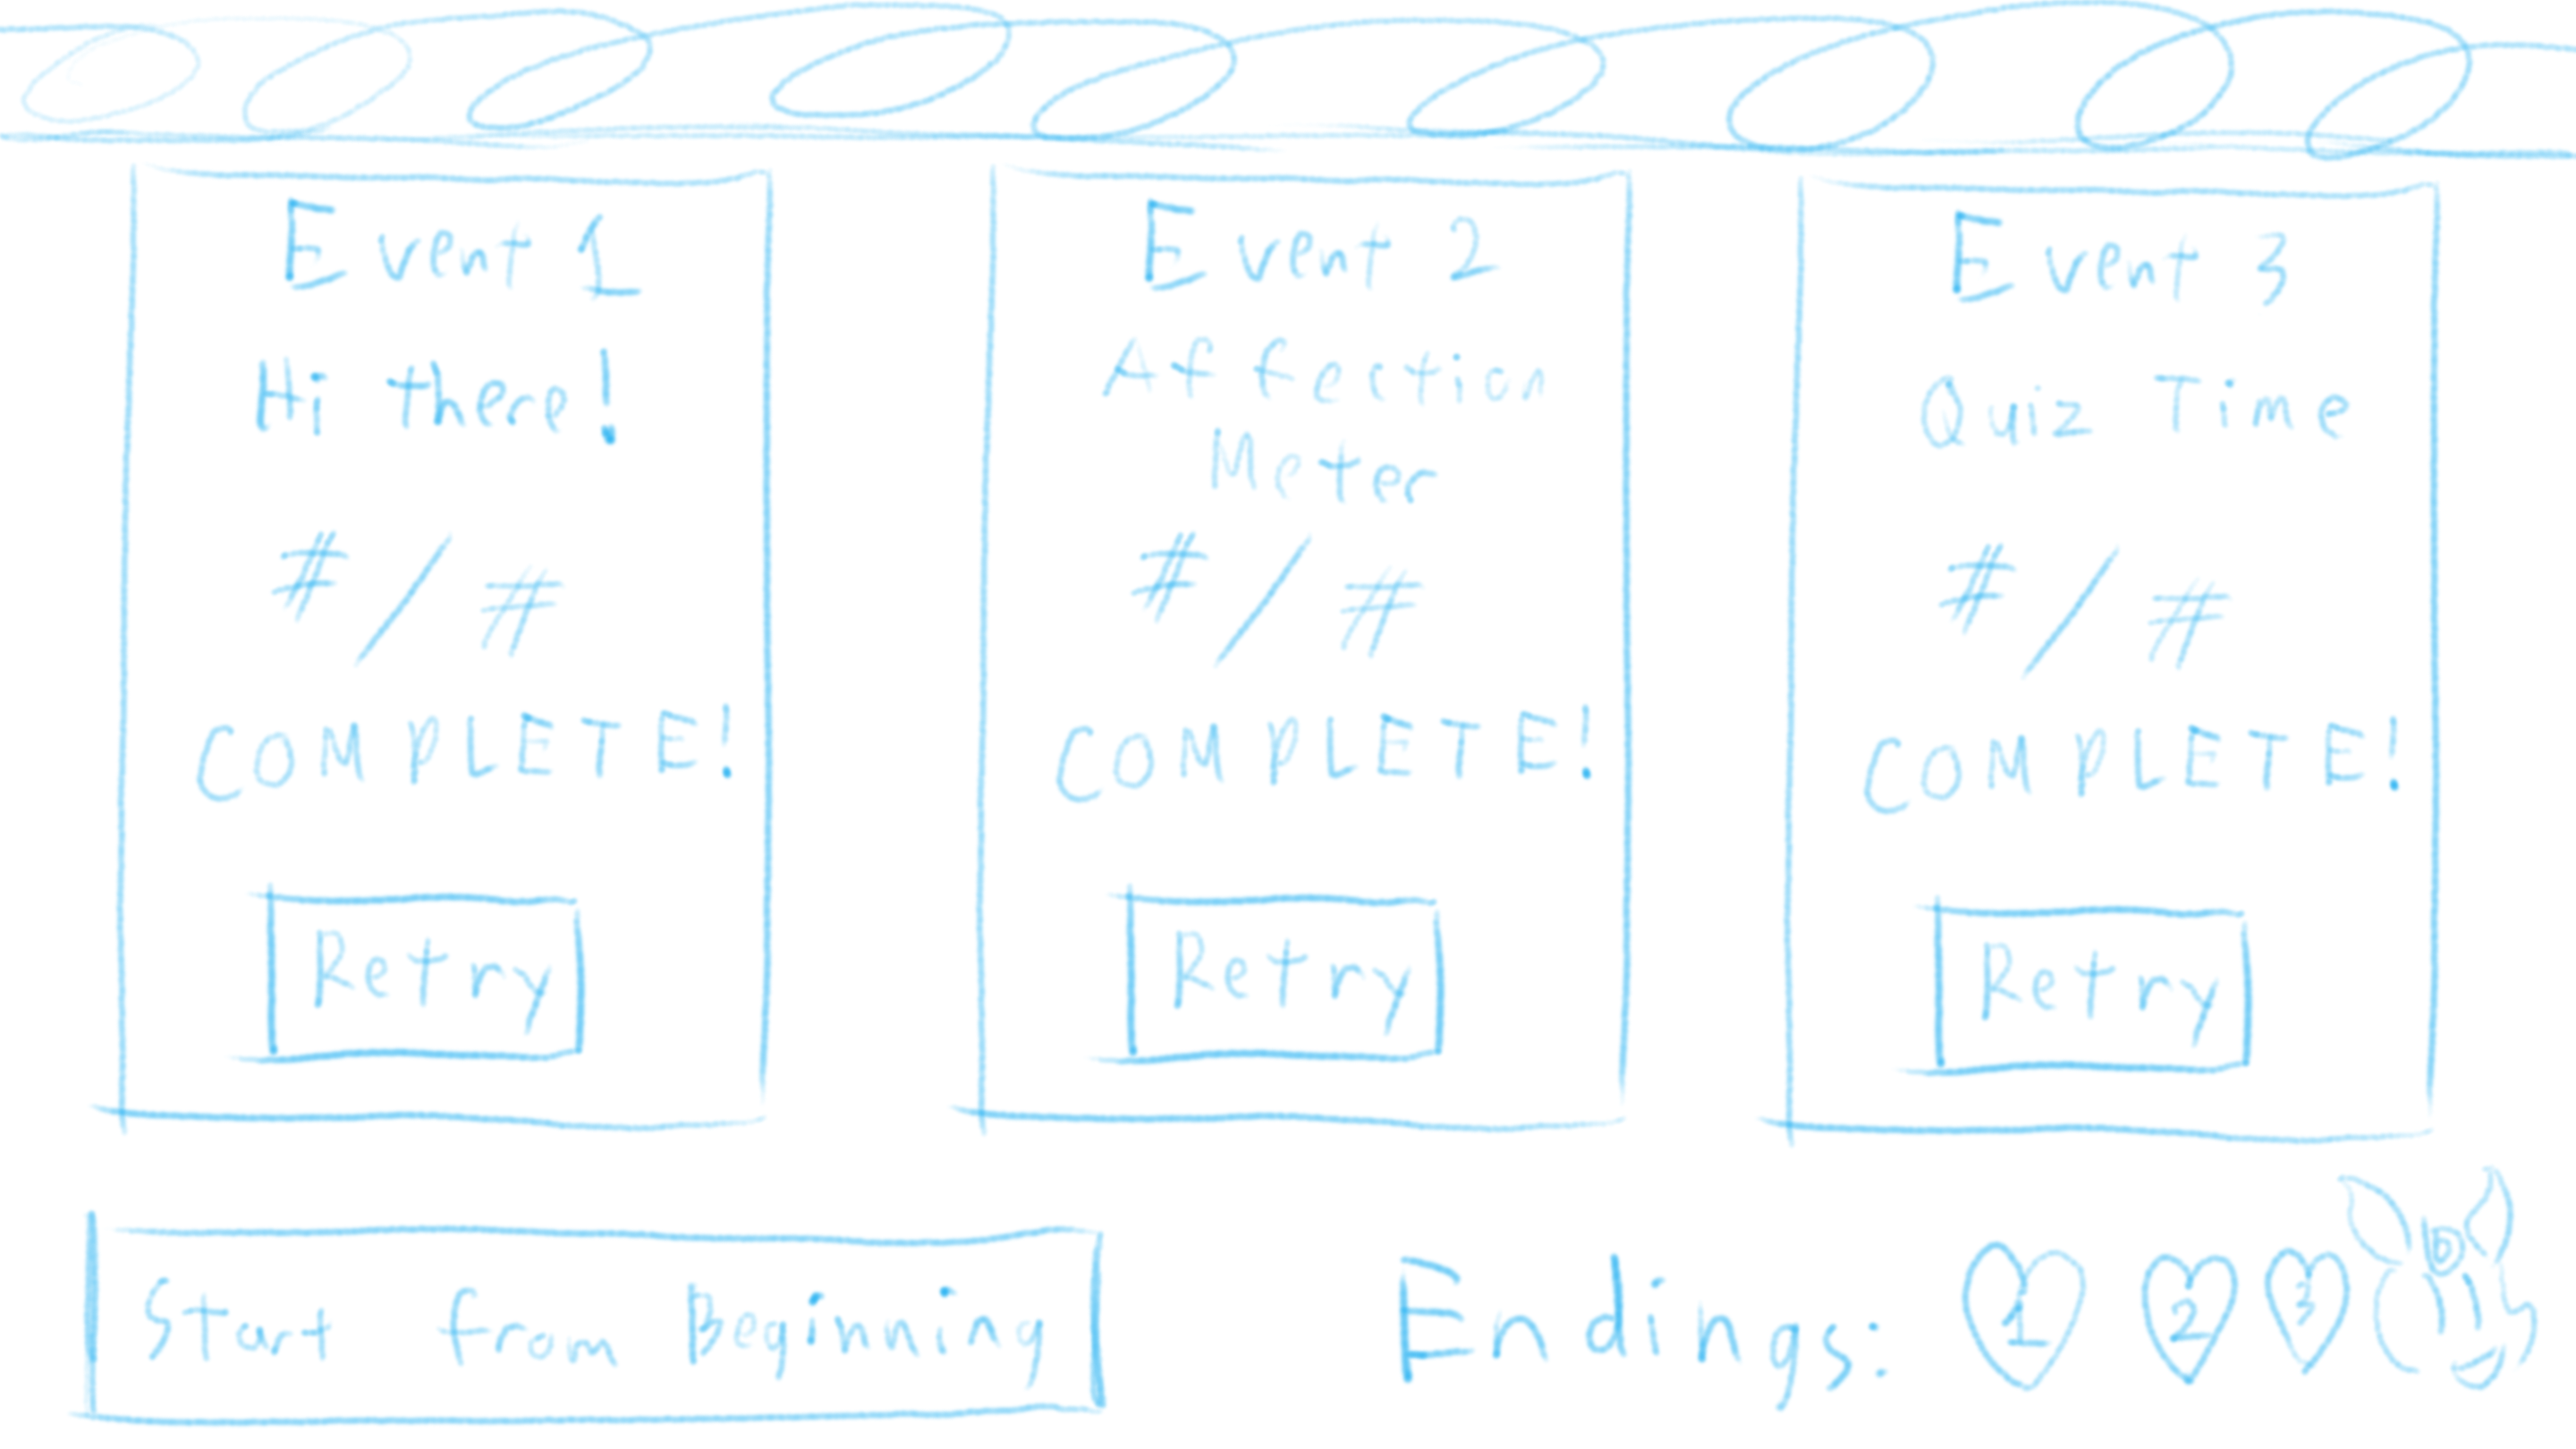 Event 1
Hi there!
#/#
COMPLETE!
Retry
Event 2
Affection
Meter
#/#
COMPLETE!
Retry
Event 3
Quiz Time
#/#
COMPLETE!
Retry
Start from Beginning
Endings: 1 2 3